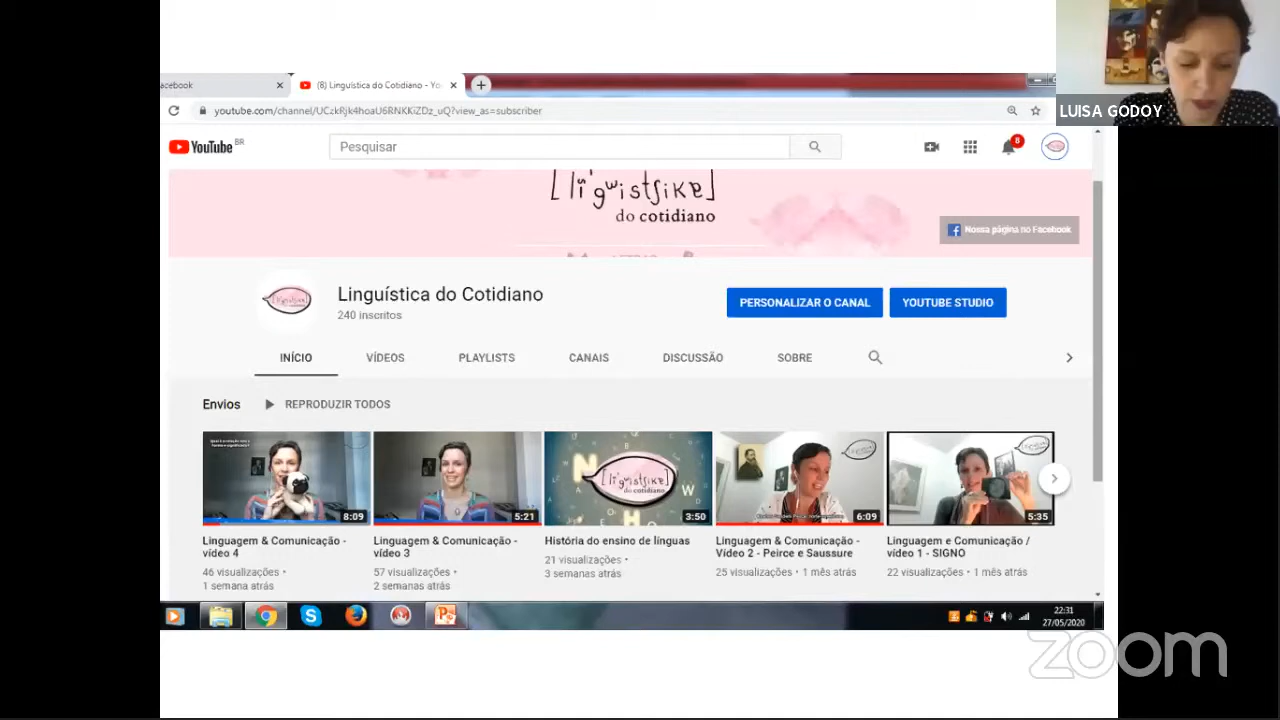 LUISA GODOY
acebook
(8) Linguística do Cotidiano - Yo
youtube.com/channel/UCzkRjk4hoaU6RNKKiZDz_uQ?view_as=subscriber
YouTube BR
Pesquisar
8
[lĩˈgʷistʃikɐ]
do cotidiano
Nossa página no Facebook
Linguística do Cotidiano
240 inscritos
PERSONALIZAR O CANAL
YOUTUBE STUDIO
INÍCIO VÍDEOS PLAYLISTS CANAIS DISCUSSÃO SOBRE
Envios REPRODUZIR TODOS
do cotidiano
8:09 5:21 3:50 6:09 5:35
Linguagem & Comunicação -
vídeo 4
46 visualizações •
1 semana atrás
Linguagem & Comunicação -
vídeo 3
57 visualizações •
2 semanas atrás
História do ensino de línguas
21 visualizações •
3 semanas atrás
Linguagem & Comunicação -
Vídeo 2 - Peirce e Saussure
25 visualizações • 1 mês atrás
Linguagem e Comunicação /
vídeo 1 - SIGNO
22 visualizações • 1 mês atrás
22:31
27/05/2020
zoom